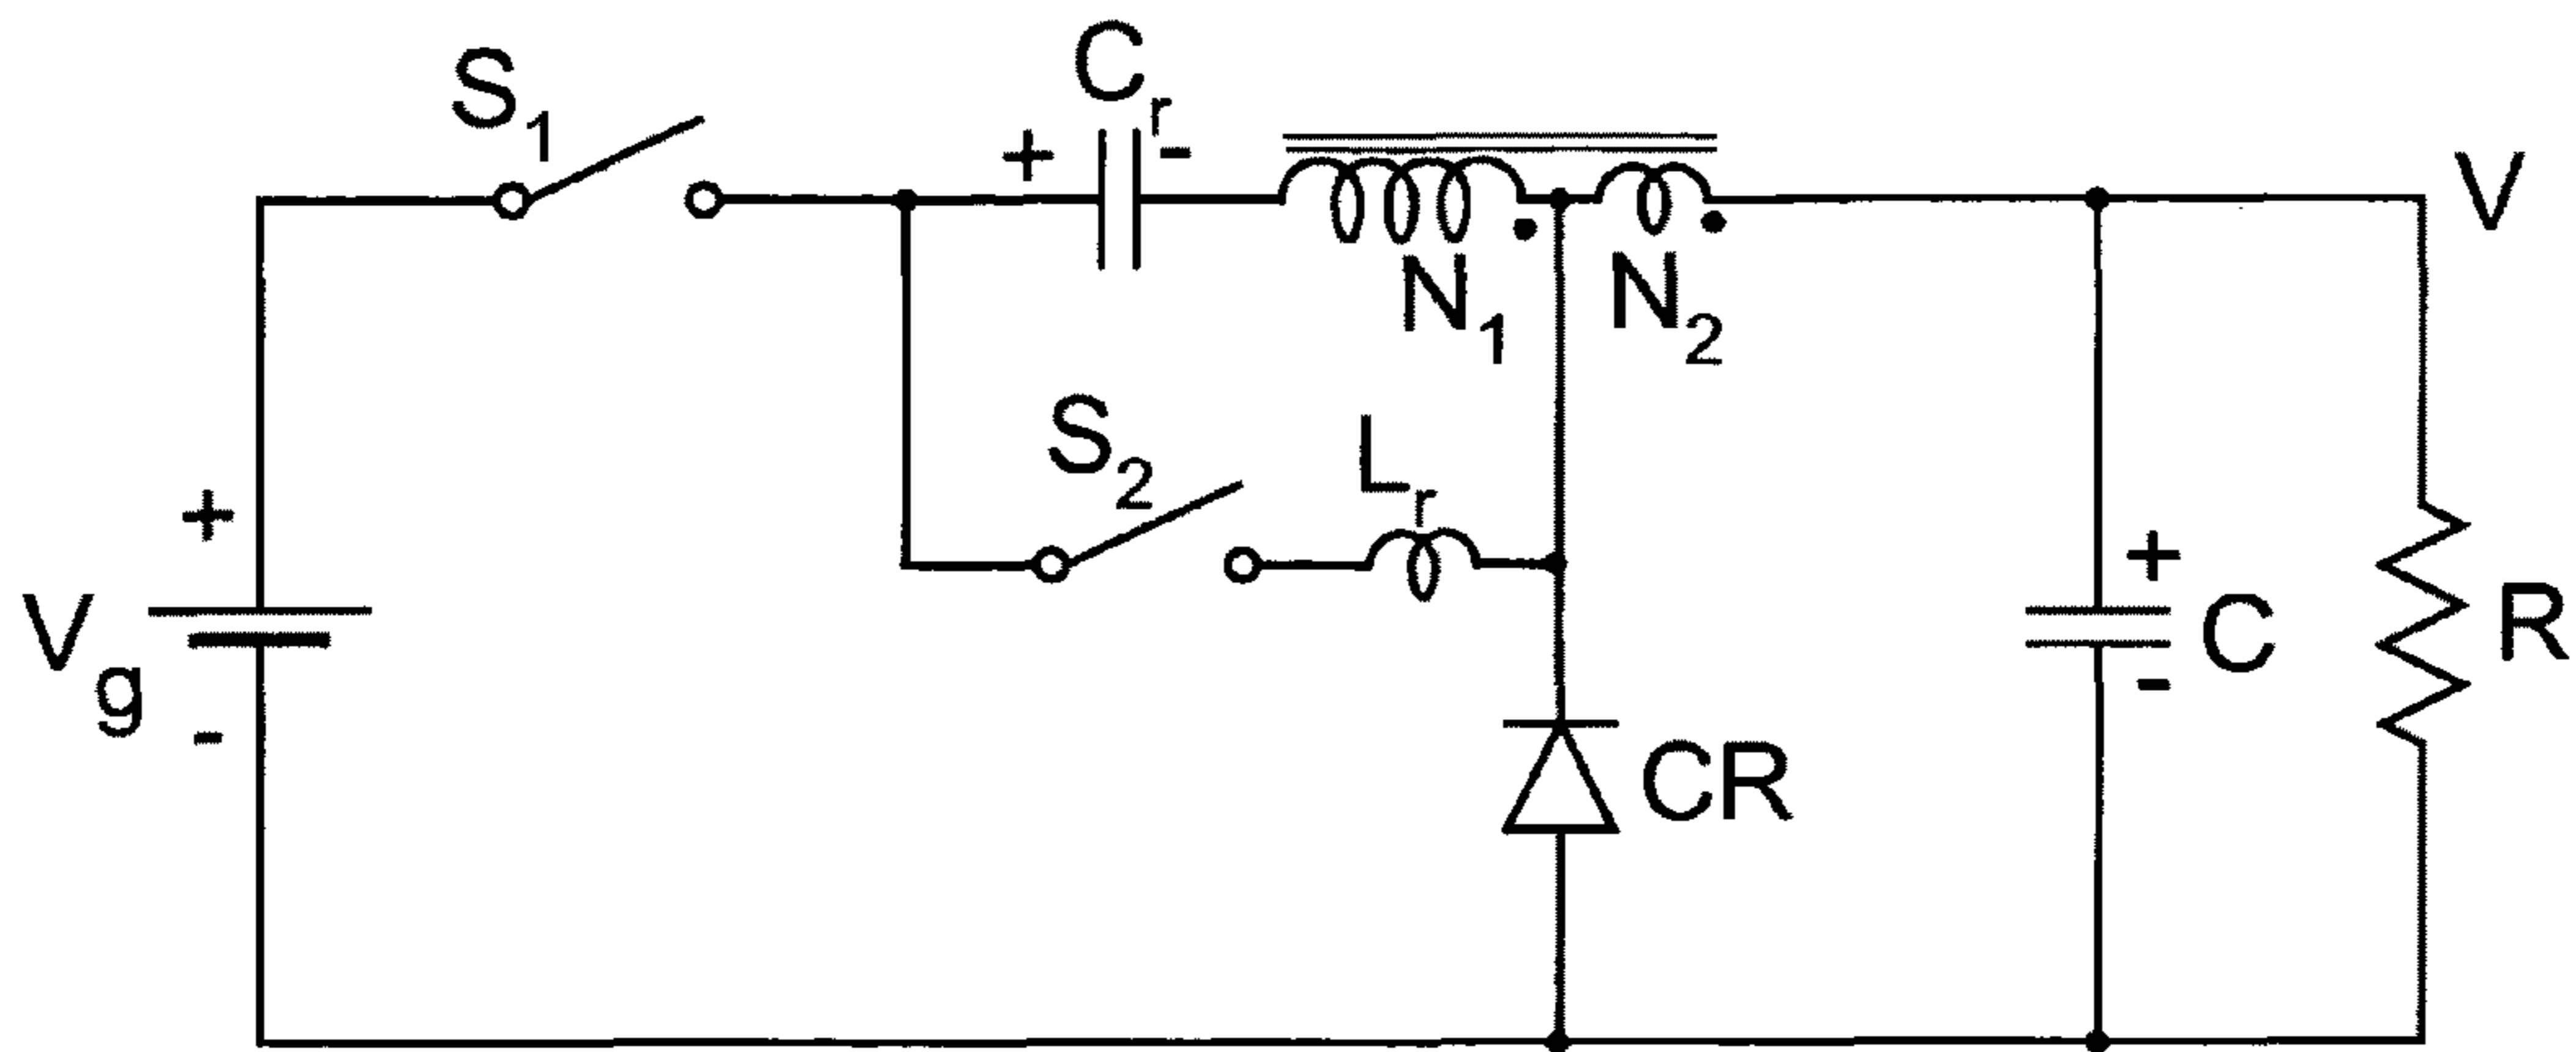 S1
Cr
+ -
V
N1 N2
S2
Lr
+
Vg
-
+
C
-
R
CR